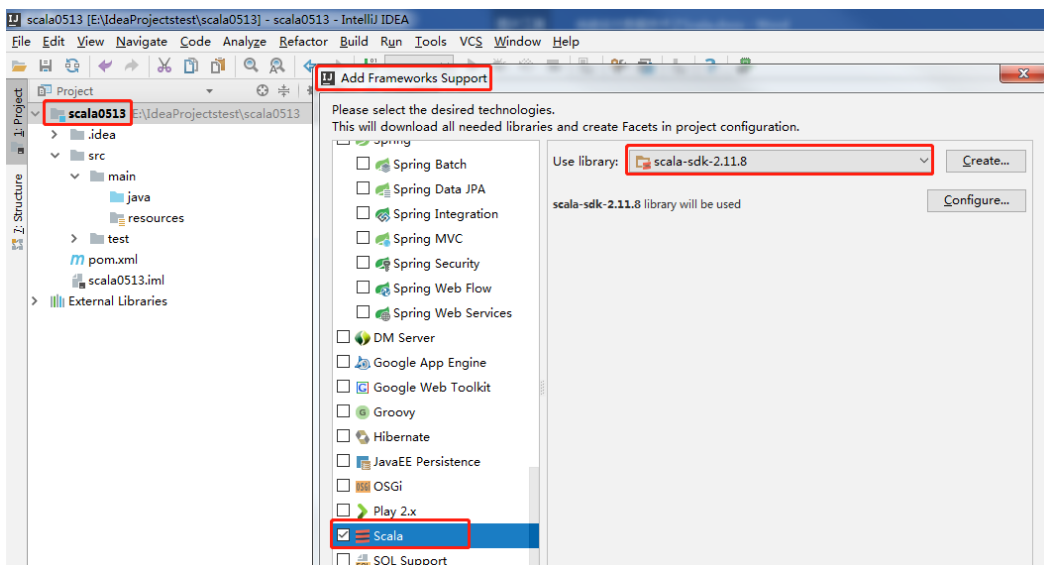 scala0513 [E:\IdeaProjectstest\scala0513] - scala0513 - IntelliJ IDEA
File Edit View Navigate Code Analyze Refactor Build Run Tools VCS Window Help
Add Frameworks Support
Project
1: Project
7: Structure
scala0513 E:\IdeaProjectstest\scala0513
.idea
src
main
java
resources
test
pom.xml
scala0513.iml
External Libraries
Please select the desired technologies.
This will download all needed libraries and create Facets in project configuration.
Spring
Spring Batch
Spring Data JPA
Spring Integration
Spring MVC
Spring Security
Spring Web Flow
Spring Web Services
DM Server
Google App Engine
Google Web Toolkit
Groovy
Hibernate
JavaEE Persistence
OSGi
Play 2.x
Scala
SQL Support
Use library: scala-sdk-2.11.8 Create...
scala-sdk-2.11.8 library will be used Configure...